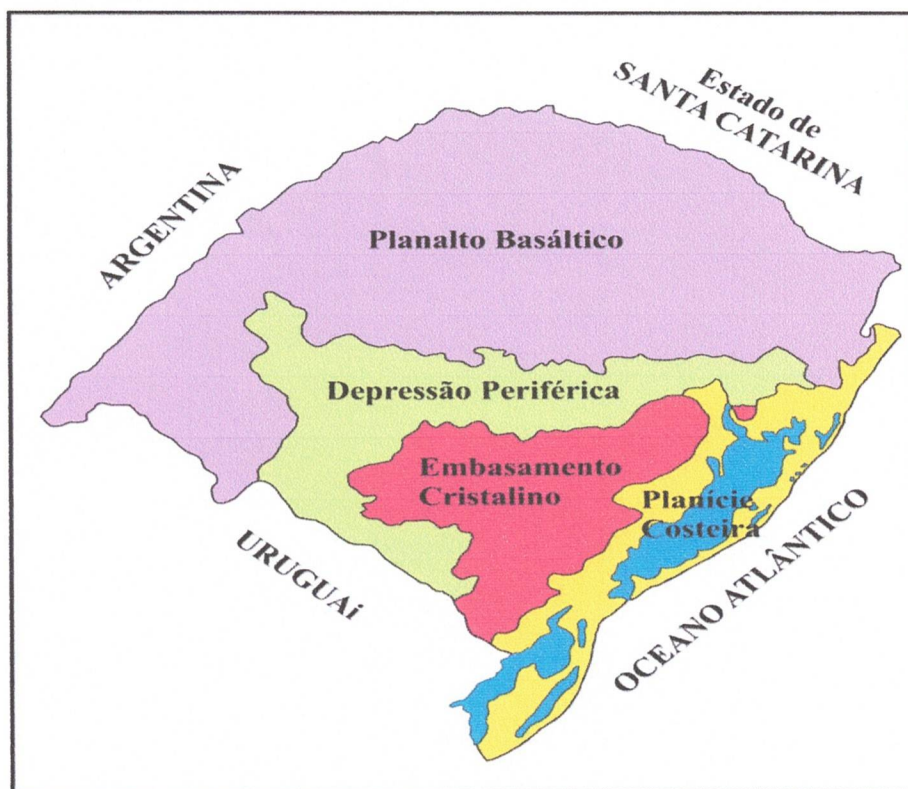 Estado de
SANTA CATARINA
ARGENTINA
Planalto Basáltico
Depressão Periférica
Embasamento
Cristalino
Planície
Costeira
URUGUAi
OCEANO ATLÂNTICO